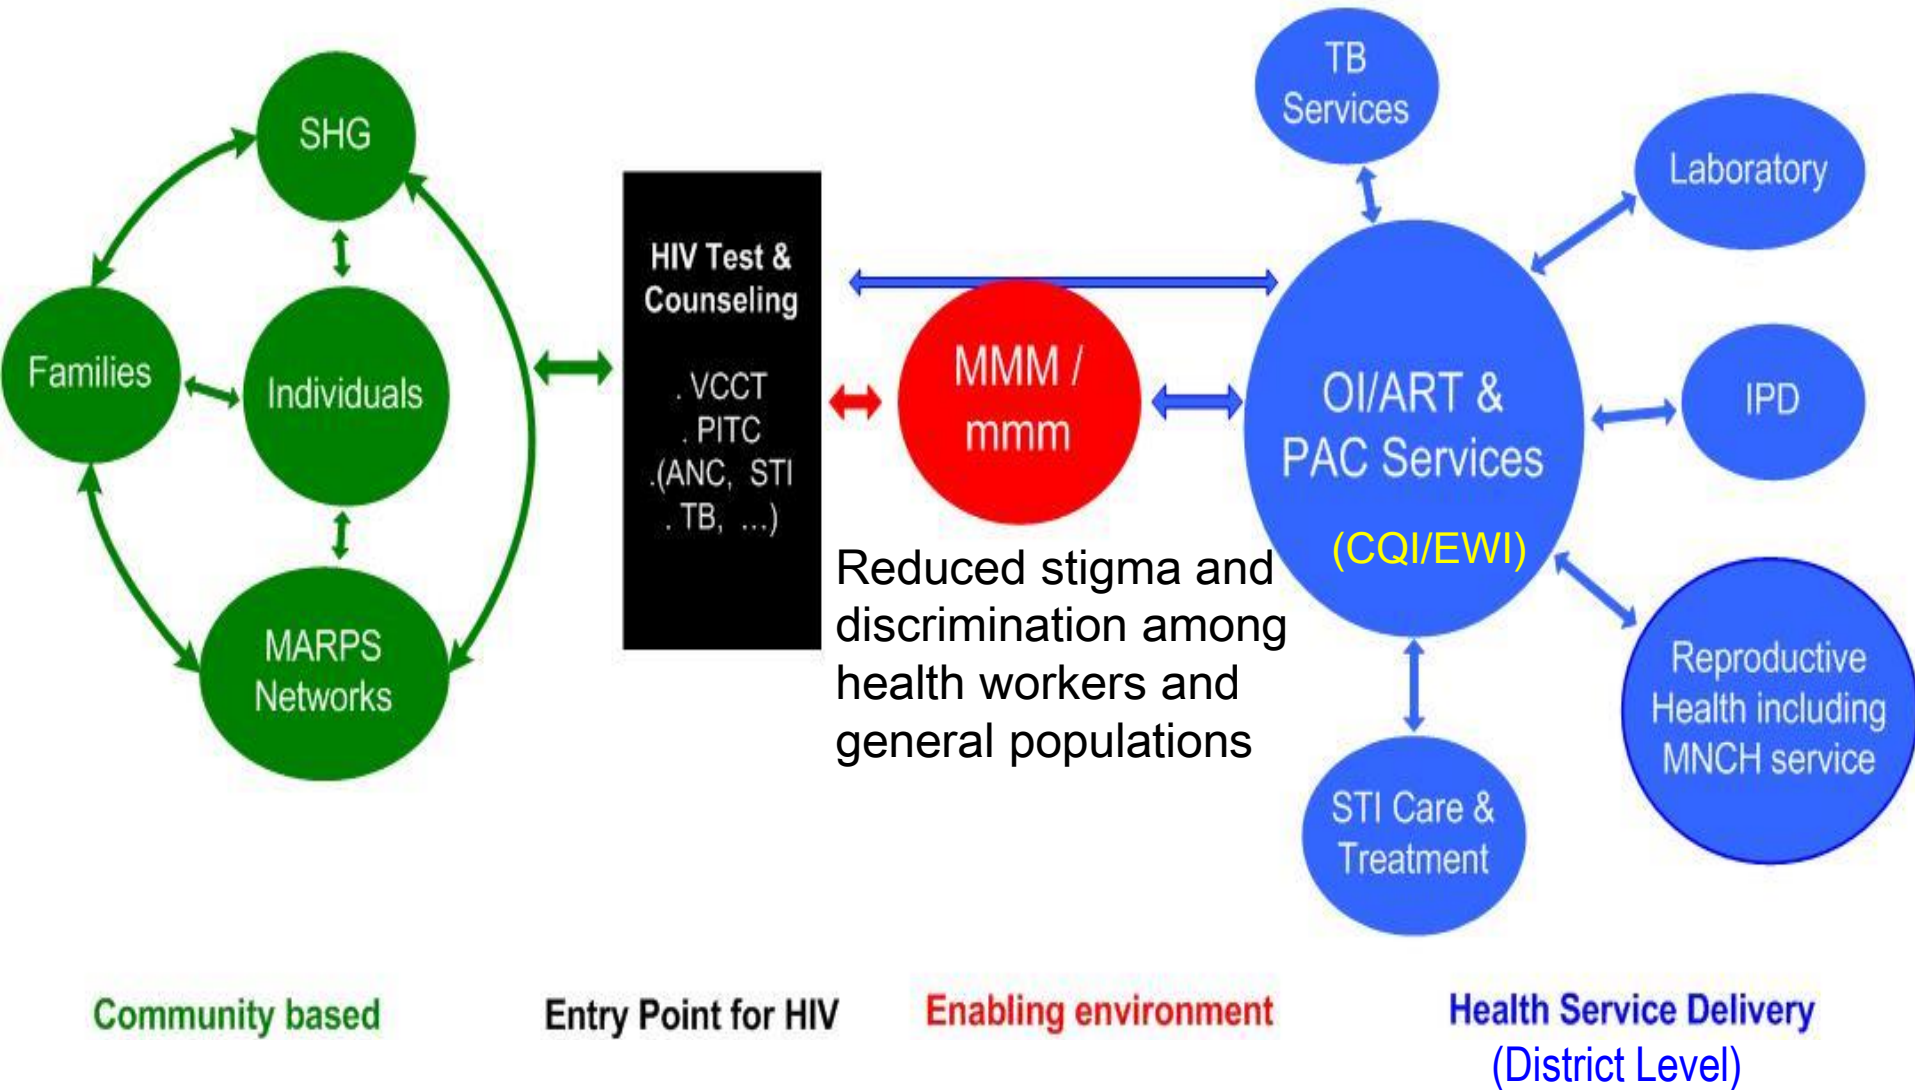 SHG
Families
Individuals
MARPS
Networks
HIV Test &
Counseling
. VCCT
. PITC
.(ANC, STI
. TB, ...)
MMM /
mmm
Reduced stigma and
discrimination among
health workers and
general populations
TB
Services
Laboratory
OI/ART &
PAC Services
(CQI/EWI)
IPD
Reproductive
Health including
MNCH service
STI Care &
Treatment
Community based
Entry Point for HIV
Enabling environment
Health Service Delivery
(District Level)